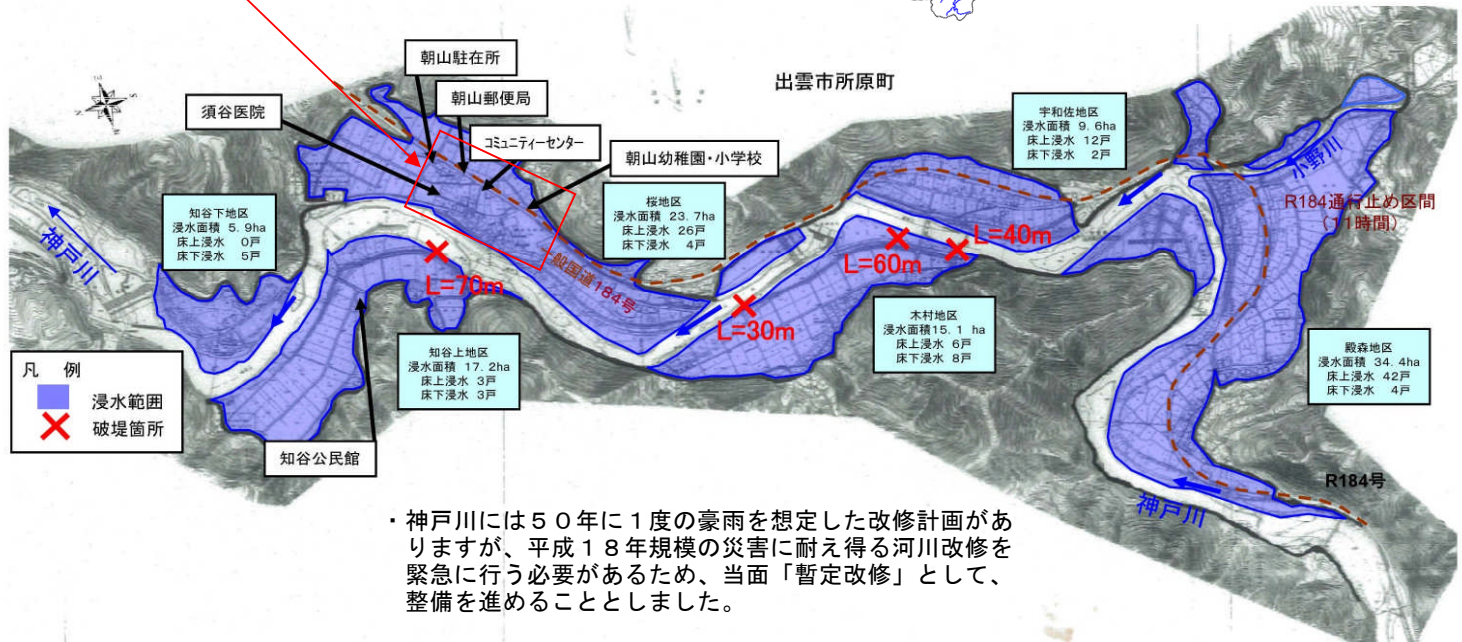 出雲市所原町
朝山駐在所
朝山郵便局
須谷医院
コミュニティーセンター
朝山幼稚園・小学校
宇和佐地区
浸水面積 9.6ha
床上浸水 12戸
床下浸水 2戸
小野川
R184通行止め区間
（11時間）
桜地区
浸水面積 23.7ha
床上浸水 26戸
床下浸水 4戸
知谷下地区
浸水面積 5.9ha
床上浸水 0戸
床下浸水 5戸
神戸川
L=70m
一般国道184号
L=60m
L=40m
L=30m
木村地区
浸水面積15.1 ha
床上浸水 6戸
床下浸水 8戸
殿森地区
浸水面積 34.4ha
床上浸水 42戸
床下浸水 4戸
知谷上地区
浸水面積 17.2ha
床上浸水 3戸
床下浸水 3戸
凡 例
浸水範囲
破堤箇所
知谷公民館
R184号
神戸川
・神戸川には５０年に１度の豪雨を想定した改修計画があ
りますが、平成１８年規模の災害に耐え得る河川改修を
緊急に行う必要があるため、当面「暫定改修」として、
整備を進めることとしました。